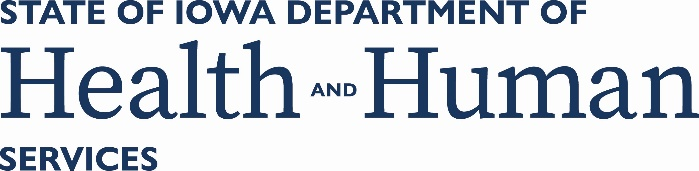 STATE OF IOWA DEPARTMENT OF
Health AND Human
SERVICES